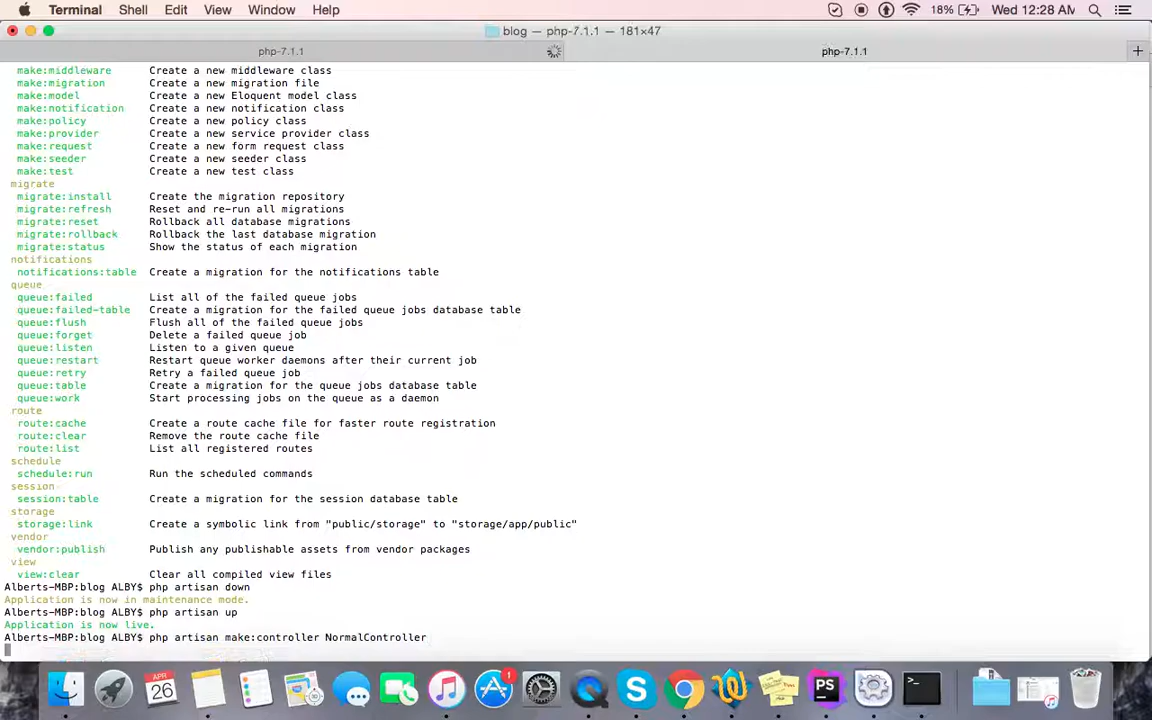 Terminal Shell Edit View Window Help 18% Wed 12:28 AM
blog — php-7.1.1 — 181×47
php-7.1.1 php-7.1.1 +
make:middleware Create a new middleware class
make:migration Create a new migration file
make:model Create a new Eloquent model class
make:notification Create a new notification class
make:policy Create a new policy class
make:provider Create a new service provider class
make:request Create a new form request class
make:seeder Create a new seeder class
make:test Create a new test class
migrate
migrate:install Create the migration repository
migrate:refresh Reset and re-run all migrations
migrate:reset Rollback all database migrations
migrate:rollback Rollback the last database migration
migrate:status Show the status of each migration
notifications
notifications:table Create a migration for the notifications table
queue
queue:failed List all of the failed queue jobs
queue:failed-table Create a migration for the failed queue jobs database table
queue:flush Flush all of the failed queue jobs
queue:forget Delete a failed queue job
queue:listen Listen to a given queue
queue:restart Restart queue worker daemons after their current job
queue:retry Retry a failed queue job
queue:table Create a migration for the queue jobs database table
queue:work Start processing jobs on the queue as a daemon
route
route:cache Create a route cache file for faster route registration
route:clear Remove the route cache file
route:list List all registered routes
schedule
schedule:run Run the scheduled commands
session
session:table Create a migration for the session database table
storage
storage:link Create a symbolic link from "public/storage" to "storage/app/public"
vendor
vendor:publish Publish any publishable assets from vendor packages
view
view:clear Clear all compiled view files
Alberts-MBP:blog ALBY$ php artisan down
Application is now in maintenance mode.
Alberts-MBP:blog ALBY$ php artisan up
Application is now live.
Alberts-MBP:blog ALBY$ php artisan make:controller NormalController
APR
26
1
PS
>_